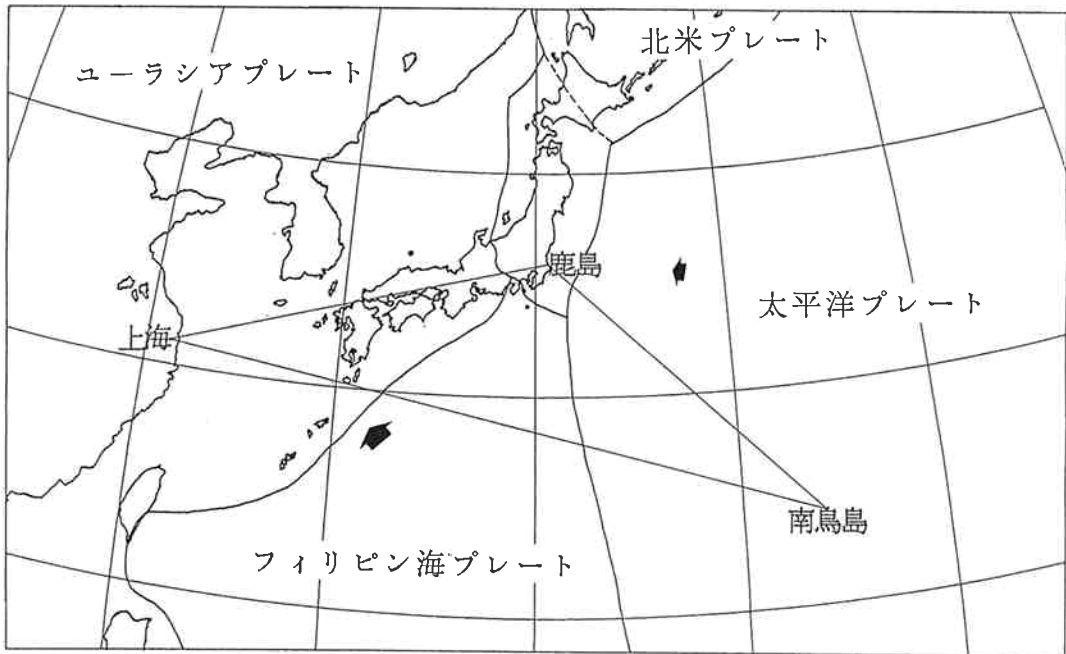 北米プレート
ユーラシアプレート
鹿島
太平洋プレート
上海
南鳥島
フィリピン海プレート